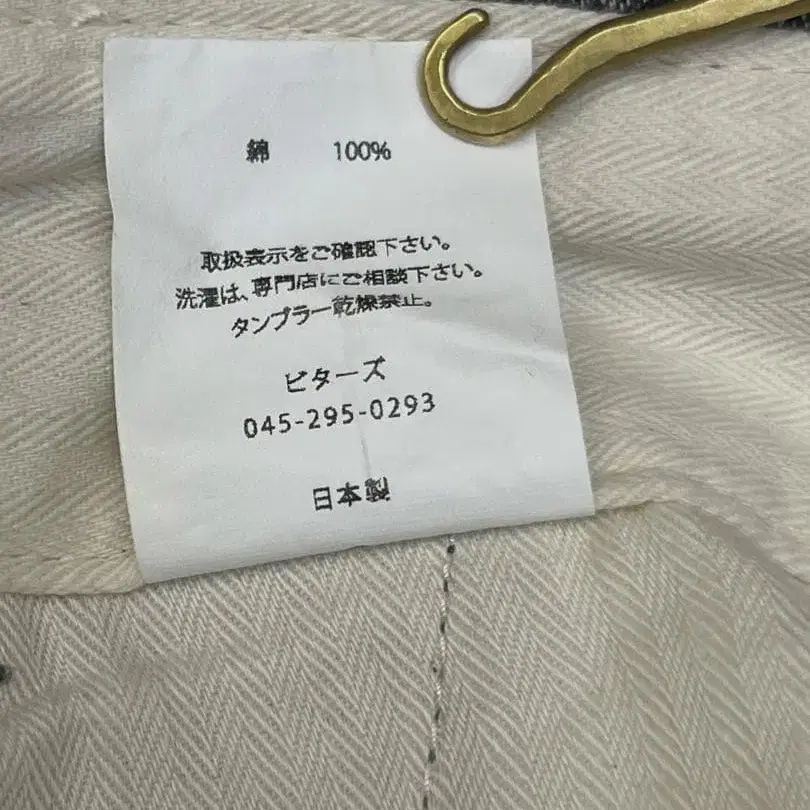 綿 100%
取扱表示をご確認下さい。
洗濯は、専門店にご相談下さい。
タンブラー乾燥禁止。
ビターズ
045-295-0293
日本製